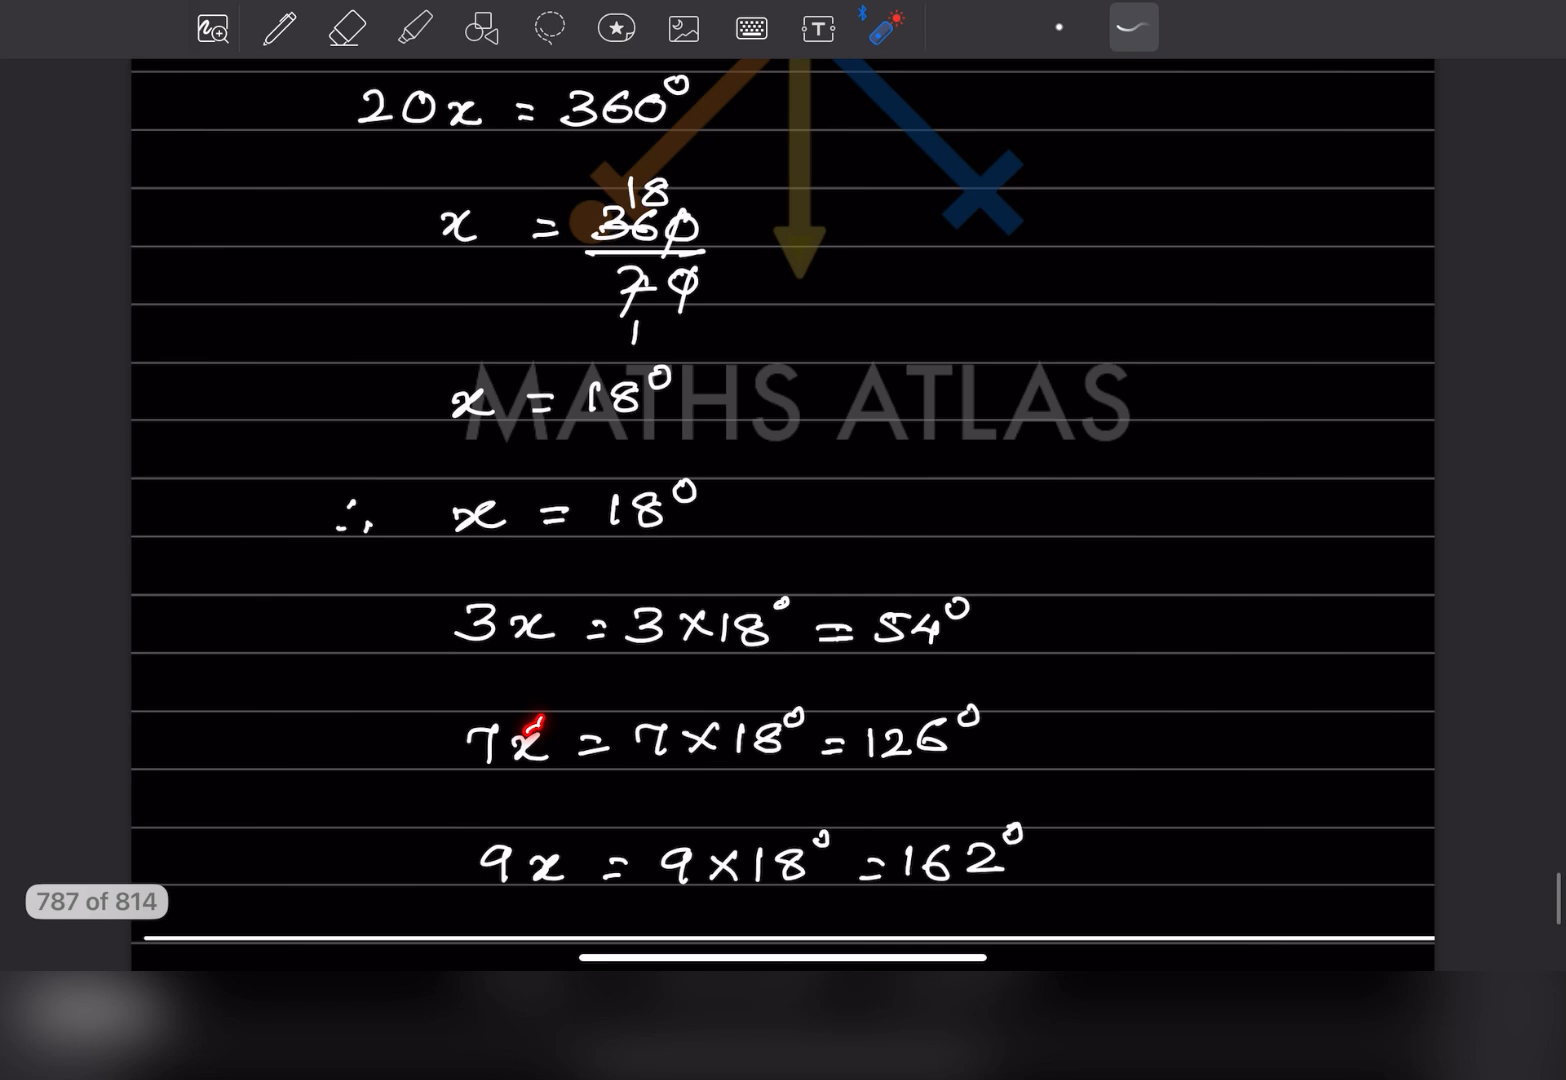 20x = 360°
18
x = 360
20
1
MATHS ATLAS
x = 18°
∴ x = 18°
3x = 3 × 18° = 54°
7x = 7 × 18° = 126°
9x = 9 × 18° = 162°
787 of 814